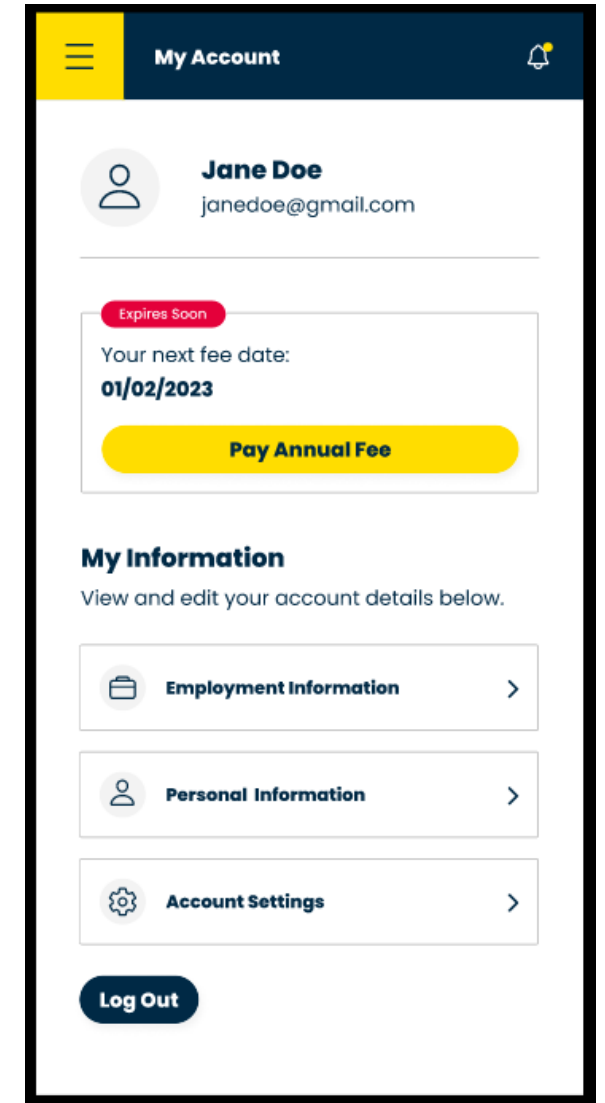 My Account
Jane Doe
janedoe@gmail.com
Expires Soon
Your next fee date:
01/02/2023
Pay Annual Fee
My Information
View and edit your account details below.
Employment Information
Personal Information
Account Settings
Log Out